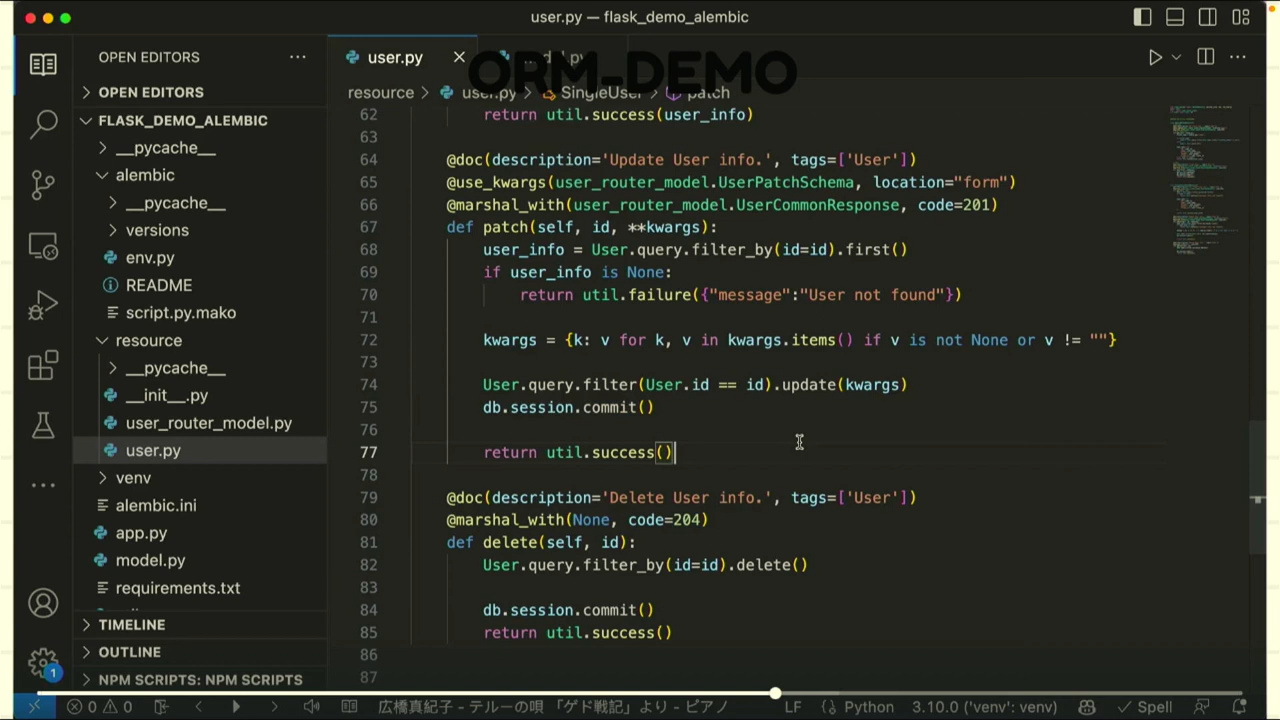 user.py — flask_demo_alembic
OPEN EDITORS
user.py
model.py
ORM-DEMO
resource > user.py > SingleUser > patch
OPEN EDITORS
FLASK_DEMO_ALEMBIC
__pycache__
alembic
__pycache__
versions
env.py
README
script.py.mako
resource
__pycache__
__init__.py
user_router_model.py
user.py
venv
alembic.ini
app.py
model.py
requirements.txt
TIMELINE
OUTLINE
NPM SCRIPTS: NPM SCRIPTS
62 return util.success(user_info)
63
64 @doc(description='Update User info.', tags=['User'])
65 @use_kwargs(user_router_model.UserPatchSchema, location="form")
66 @marshal_with(user_router_model.UserCommonResponse, code=201)
67 def patch(self, id, **kwargs):
68 user_info = User.query.filter_by(id=id).first()
69 if user_info is None:
70 return util.failure({"message":"User not found"})
71
72 kwargs = {k: v for k, v in kwargs.items() if v is not None or v != ""}
73
74 User.query.filter(User.id == id).update(kwargs)
75 db.session.commit()
76
77 return util.success()
78
79 @doc(description='Delete User info.', tags=['User'])
80 @marshal_with(None, code=204)
81 def delete(self, id):
82 User.query.filter_by(id=id).delete()
83
84 db.session.commit()
85 return util.success()
86
87
1
0 0 広橋真紀子 - テルーの唄 「ゲド戦記」より - ピアノ LF Python 3.10.0 ('venv': venv) Spell